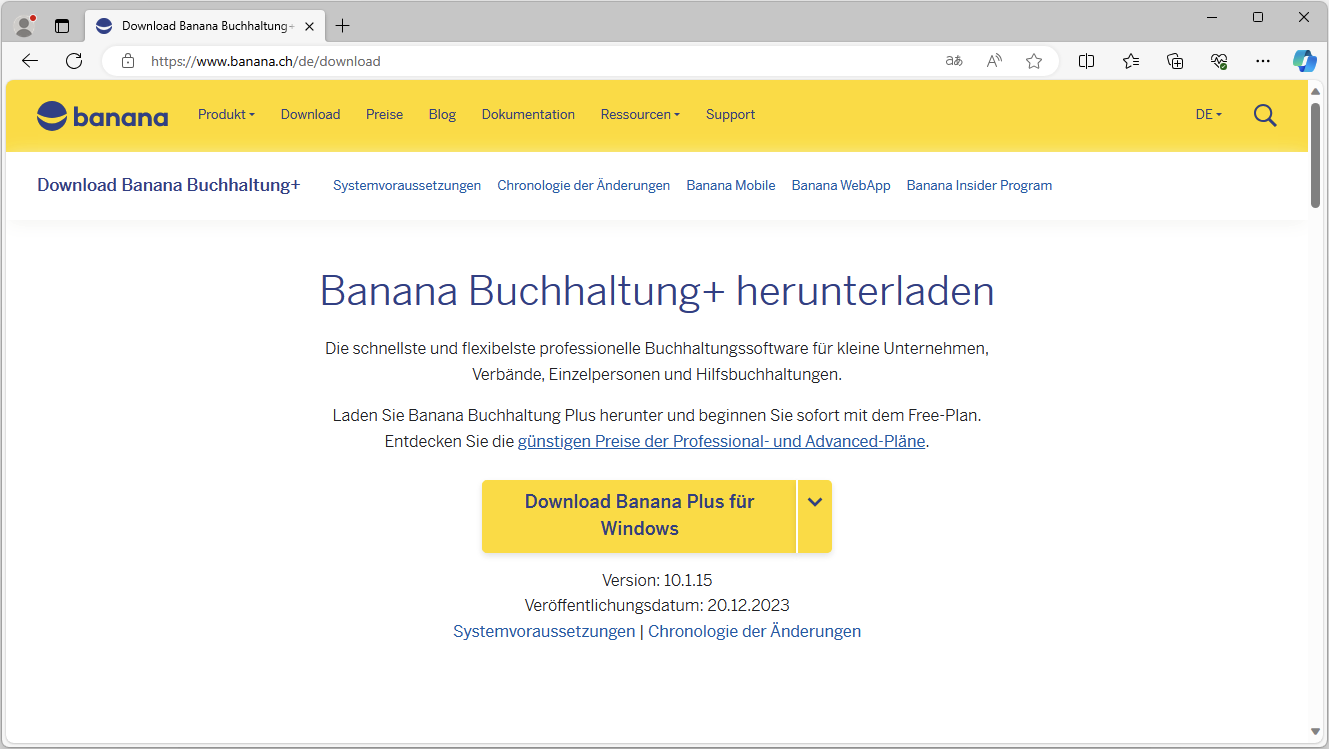 Download Banana Buchhaltung+
https://www.banana.ch/de/download
banana
Produkt Download Preise Blog Dokumentation Ressourcen Support DE
Download Banana Buchhaltung+ Systemvoraussetzungen Chronologie der Änderungen Banana Mobile Banana WebApp Banana Insider Program
Banana Buchhaltung+ herunterladen
Die schnellste und flexibelste professionelle Buchhaltungssoftware für kleine Unternehmen,
Verbände, Einzelpersonen und Hilfsbuchhaltungen.
Laden Sie Banana Buchhaltung Plus herunter und beginnen Sie sofort mit dem Free-Plan.
Entdecken Sie die günstigen Preise der Professional- und Advanced-Pläne.
Download Banana Plus für
Windows
Version: 10.1.15
Veröffentlichungsdatum: 20.12.2023
Systemvoraussetzungen | Chronologie der Änderungen